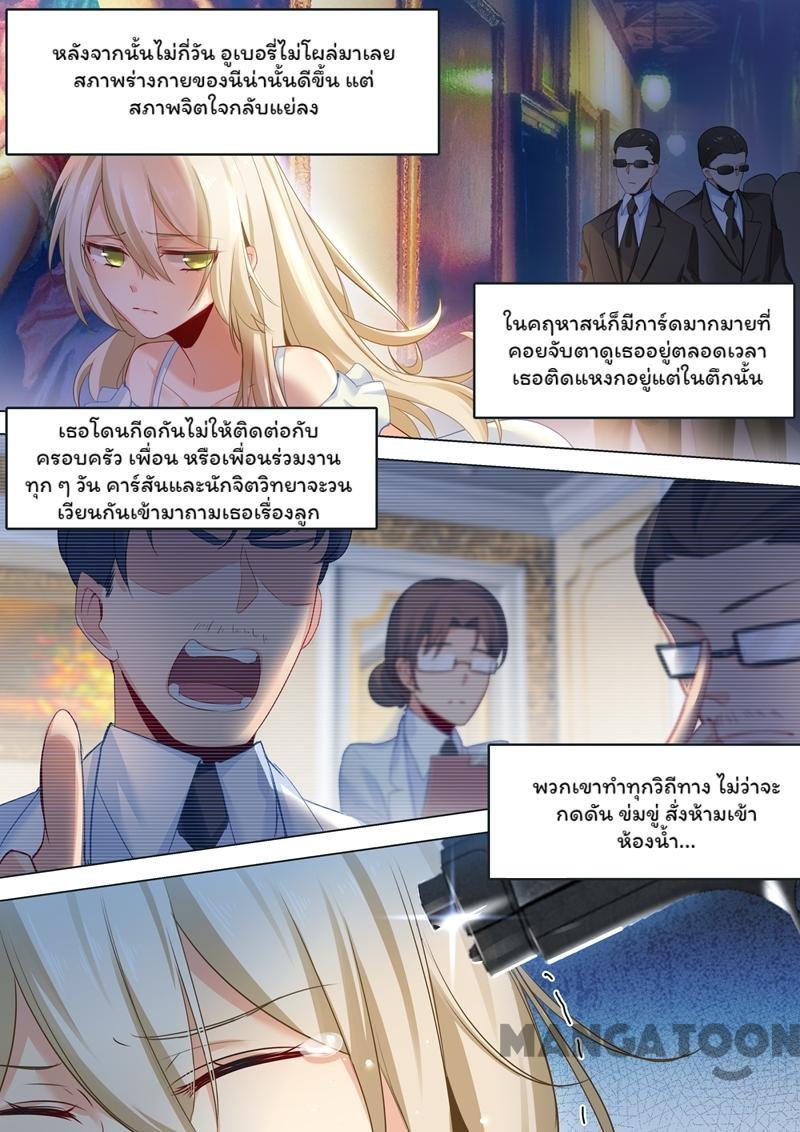 หลังจากนั้นไม่กี่วัน อูเบอรี่ไม่โผล่มาเลย
สภาพร่างกายของนีน่านั้นดีขึ้น แต่
สภาพจิตใจกลับแย่ลง
ในคฤหาสน์ก็มีการ์ดมากมายที่
คอยจับตาดูเธออยู่ตลอดเวลา
เธอติดแหงกอยู่แต่ในตึกนั้น
เธอโดนกีดกันไม่ให้ติดต่อกับ
ครอบครัว เพื่อน หรือเพื่อนร่วมงาน
ทุก ๆ วัน คาร์สันและนักจิตวิทยาจะวน
เวียนกันเข้ามาถามเธอเรื่องลูก
พวกเขาทำทุกวิถีทาง ไม่ว่าจะ
กดดัน ข่มขู่ สั่งห้ามเข้า
ห้องน้ำ...
MANGATOON